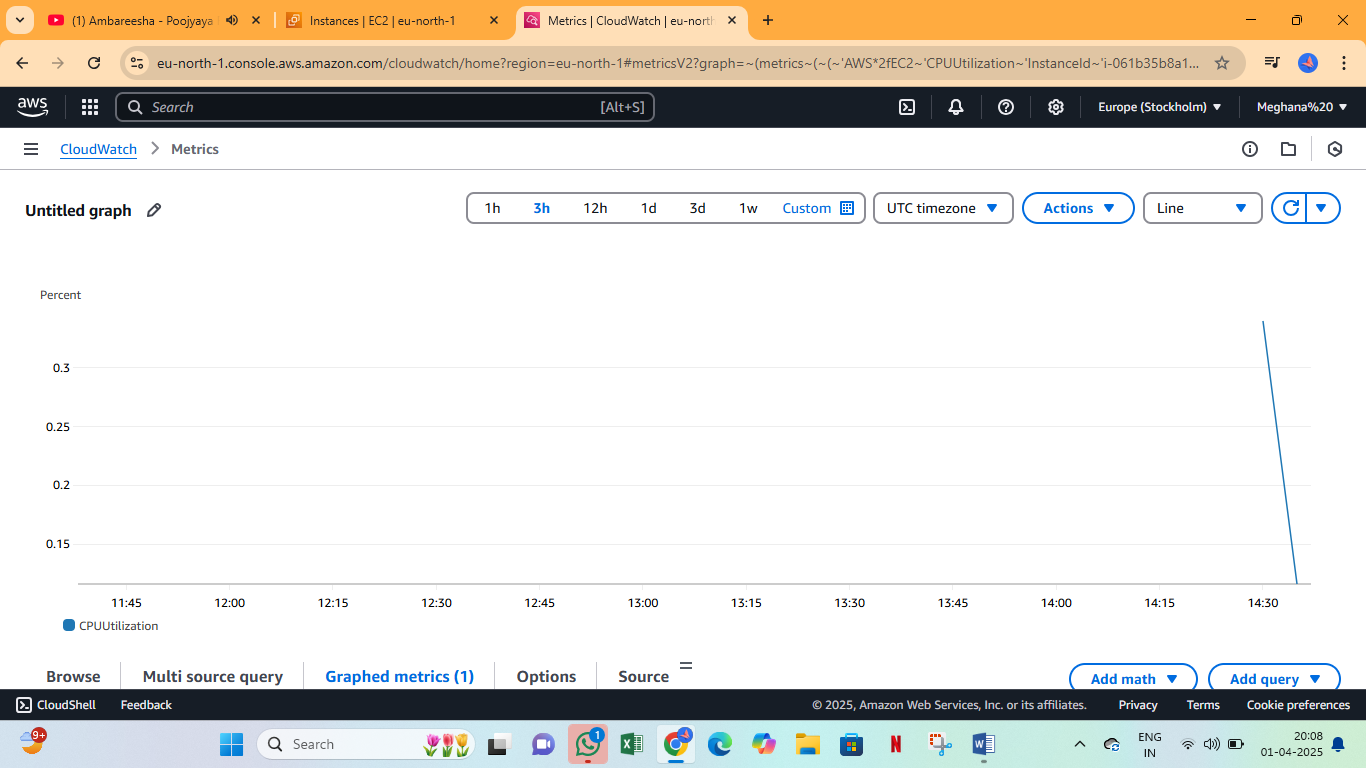 (1) Ambareesha - Poojyaya
Instances | EC2 | eu-north-1
Metrics | CloudWatch | eu-north
eu-north-1.console.aws.amazon.com/cloudwatch/home?region=eu-north-1#metricsV2?graph=~(metrics~(~(~'AWS*2fEC2~'CPUUtilization~'InstanceId~'i-061b35b8a1...
aws
Search
[Alt+S]
Europe (Stockholm)
Meghana%20
CloudWatch
Metrics
Untitled graph
1h
3h
12h
1d
3d
1w
Custom
UTC timezone
Actions
Line
Percent
0.3
0.25
0.2
0.15
11:45
12:00
12:15
12:30
12:45
13:00
13:15
13:30
13:45
14:00
14:15
14:30
CPUUtilization
Browse
Multi source query
Graphed metrics (1)
Options
Source
Add math
Add query
CloudShell
Feedback
© 2025, Amazon Web Services, Inc. or its affiliates.
Privacy
Terms
Cookie preferences
9+
Search
1
N
ENG
IN
20:08
01-04-2025